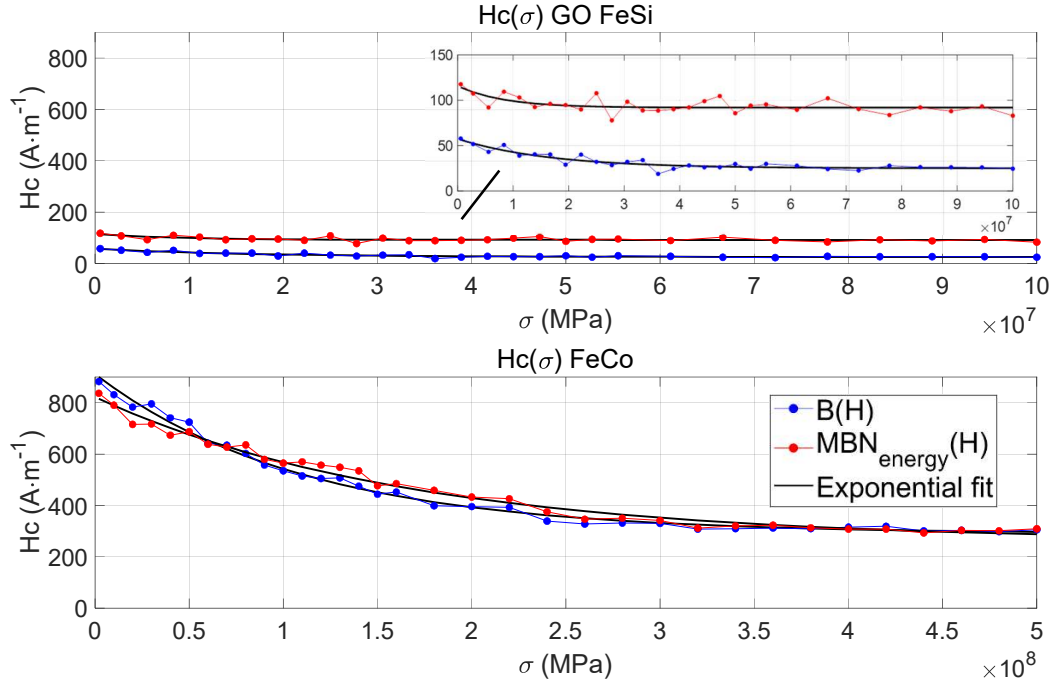 Hc(σ) GO FeSi
Hc (A·m⁻¹)
800
600
400
200
0
150
100
50
0
0 1 2 3 4 5 6 7 8 9 10
×10⁷
0 1 2 3 4 5 6 7 8 9 10
σ (MPa)
×10⁷
Hc(σ) FeCo
Hc (A·m⁻¹)
800
600
400
200
0
B(H)
MBN_energy(H)
Exponential fit
0 0.5 1 1.5 2 2.5 3 3.5 4 4.5 5
σ (MPa)
×10⁸